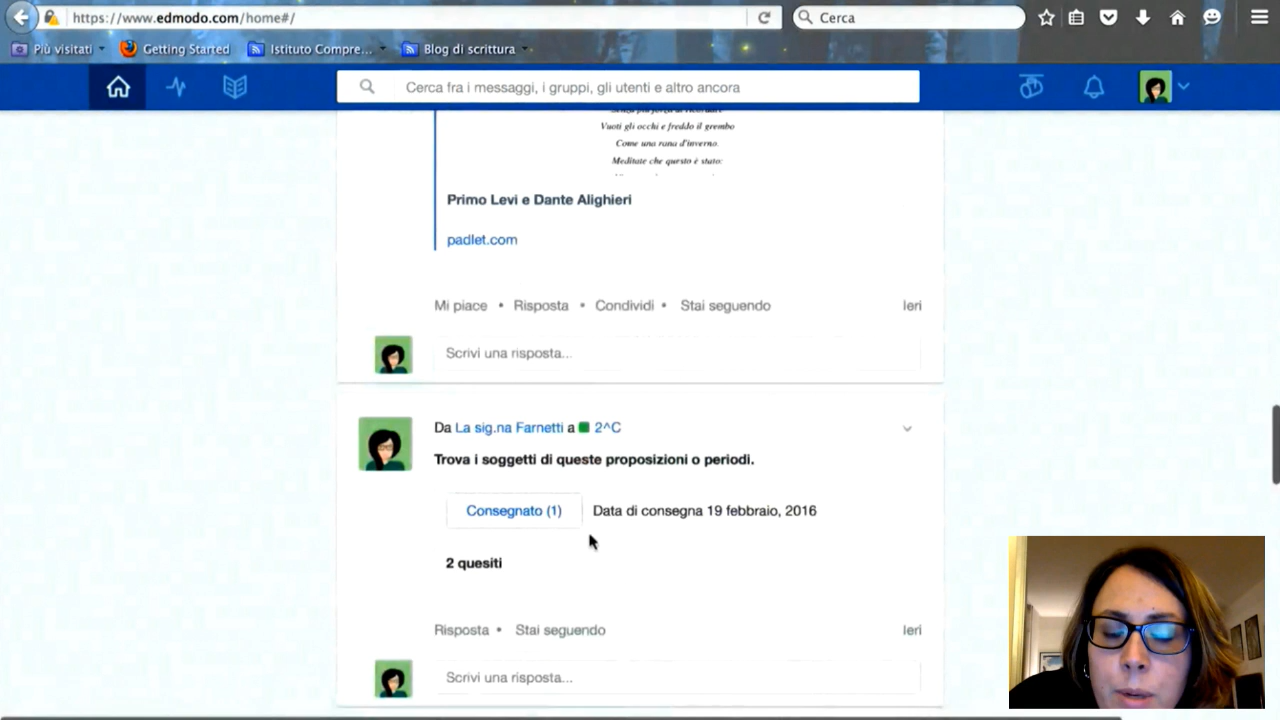 https://www.edmodo.com/home#/
Cerca
Più visitati
Getting Started
Istituto Compre...
Blog di scrittura
Cerca fra i messaggi, i gruppi, gli utenti e altro ancora
Vuoti gli occhi e freddo il grembo
Come una rana d'inverno.
Meditate che questo è stato:
Primo Levi e Dante Alighieri
padlet.com
Mi piace • Risposta • Condividi • Stai seguendo
Ieri
Scrivi una risposta...
Da La sig.na Farnetti a 2^C
Trova i soggetti di queste proposizioni o periodi.
Consegnato (1)
Data di consegna 19 febbraio, 2016
2 quesiti
Risposta • Stai seguendo
Ieri
Scrivi una risposta...